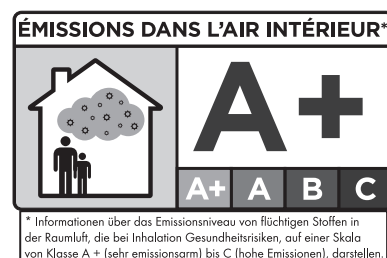 ÉMISSIONS DANS L'AIR INTÉRIEUR*
A+
A+ A B C
* Informationen über das Emissionsniveau von flüchtigen Stoffen in
der Raumluft, die bei Inhalation Gesundheitsrisiken, auf einer Skala
von Klasse A + (sehr emissionsarm) bis C (hohe Emissionen), darstellen.